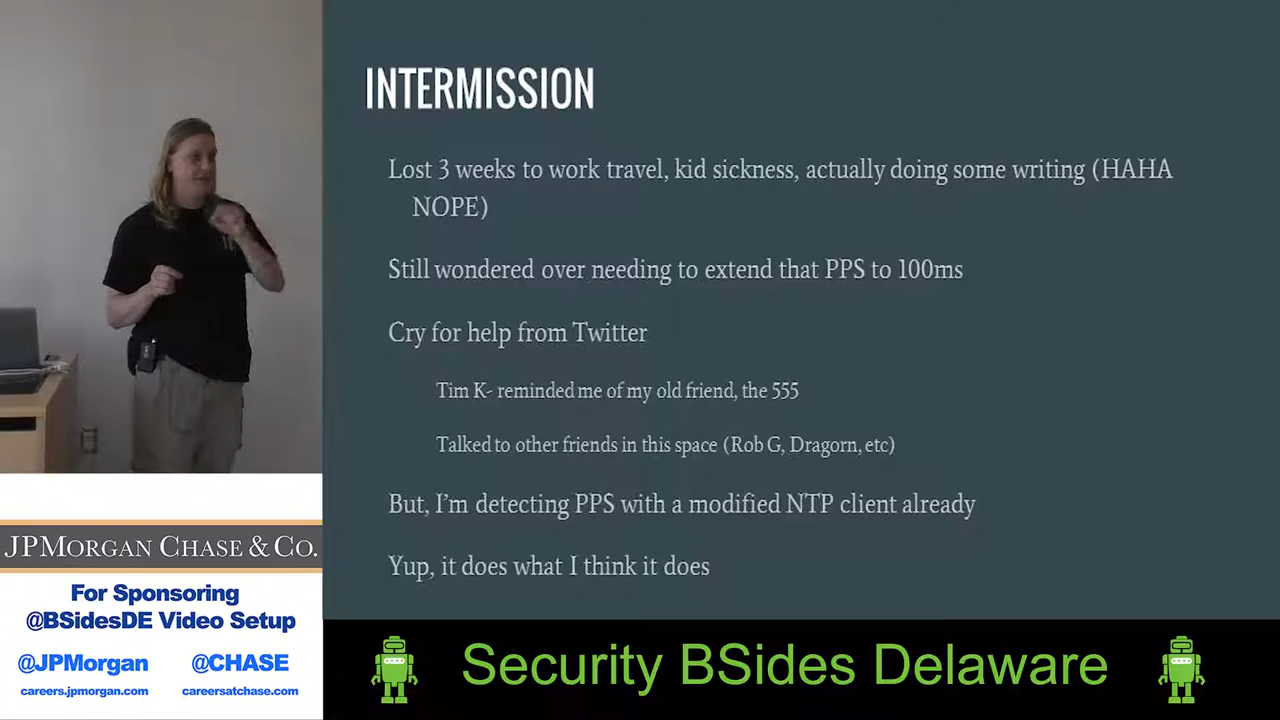 INTERMISSION
Lost 3 weeks to work travel, kid sickness, actually doing some writing (HAHA
NOPE)
Still wondered over needing to extend that PPS to 100ms
Cry for help from Twitter
Tim K- reminded me of my old friend, the 555
Talked to other friends in this space (Rob G, Dragorn, etc)
But, I'm detecting PPS with a modified NTP client already
Yup, it does what I think it does
JPMORGAN CHASE & CO.
For Sponsoring
@BSidesDE Video Setup
@JPMorgan @CHASE
careers.jpmorgan.com careersatchase.com
Security BSides Delaware